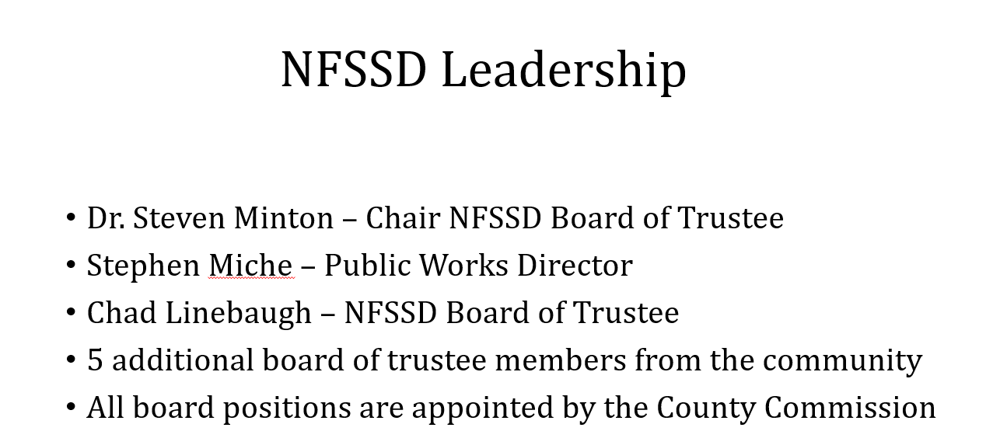 NFSSD Leadership
• Dr. Steven Minton – Chair NFSSD Board of Trustee
• Stephen Miche – Public Works Director
• Chad Linebaugh – NFSSD Board of Trustee
• 5 additional board of trustee members from the community
• All board positions are appointed by the County Commission